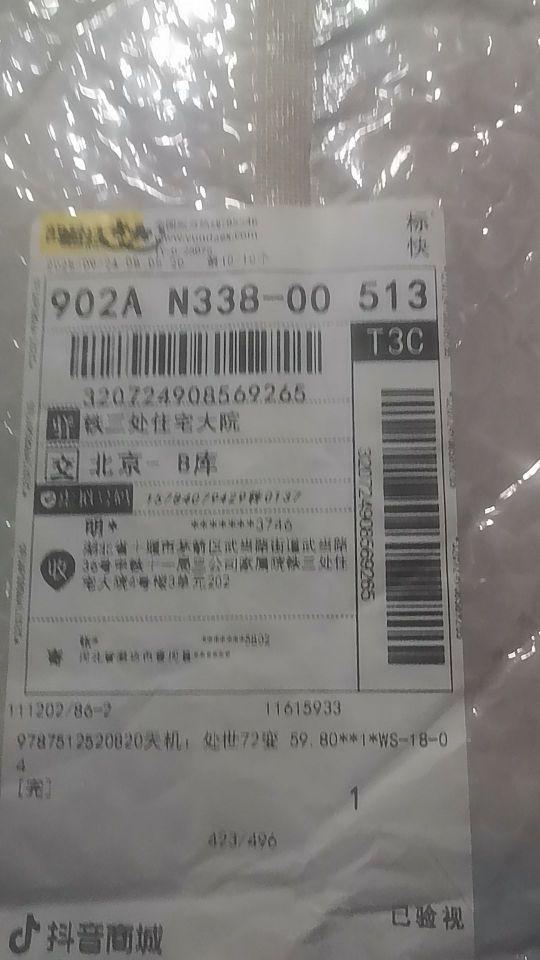 标
快
902A N338-00 513
T3C
320724908569265
铁三处住宅大院
交 北京- B库
320724908569265
明* *******3746
收
湖北省十堰市茅箭区武当路街道武当路
36号中铁十一局三公司家属院铁三处住
宅大院4号楼3单元202
寄
张* *******5802
111202/86-2 11615933
9787512520820天机:处世72变 59.80**1*WS-18-0
4
[完]
1
423/496
抖音商城
已验视